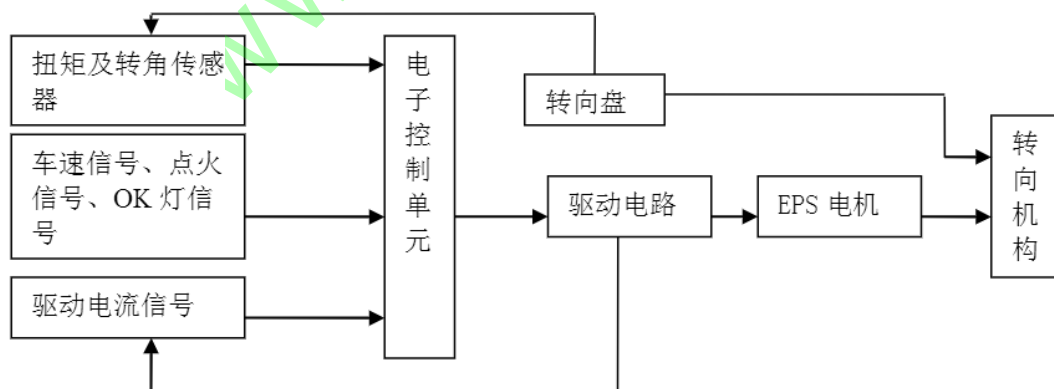 扭矩及转角传感
器
车速信号、点火
信号、OK 灯信
号
驱动电流信号
电
子
控
制
单
元
转向盘
驱动电路
EPS 电机
转
向
机
构